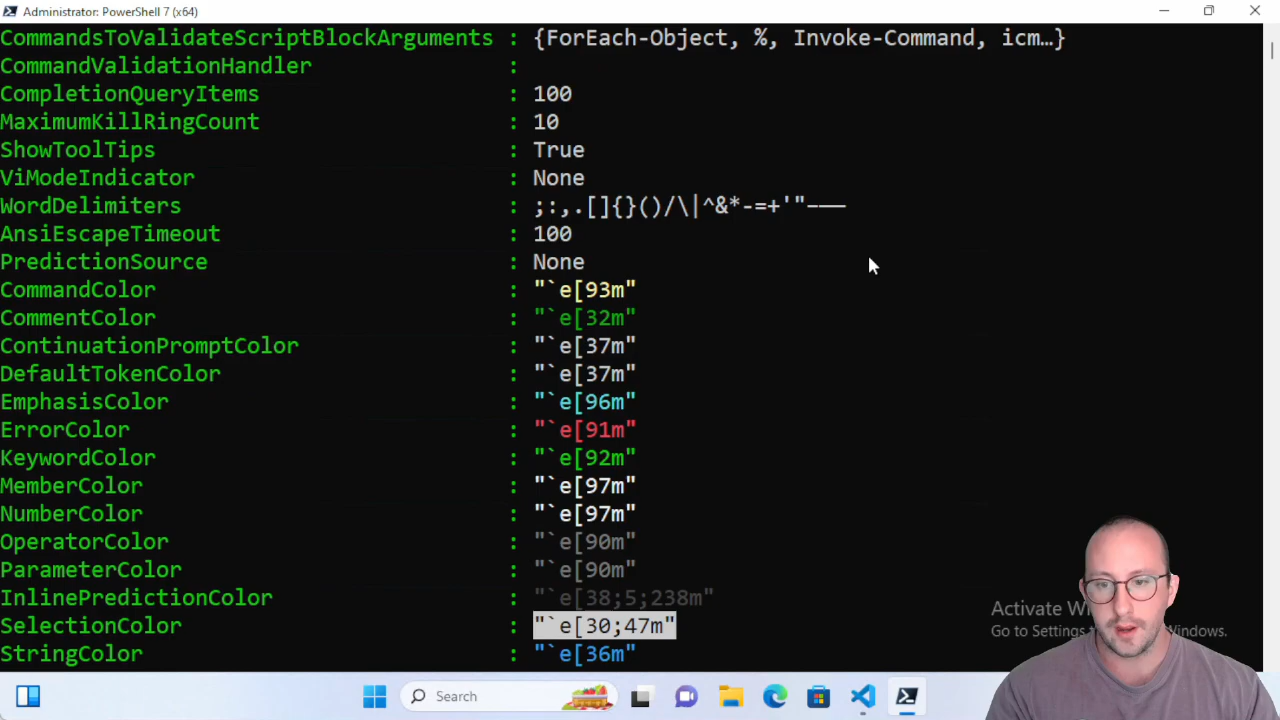 Administrator: PowerShell 7 (x64)
CommandsToValidateScriptBlockArguments : {ForEach-Object, %, Invoke-Command, icm…}
CommandValidationHandler :
CompletionQueryItems : 100
MaximumKillRingCount : 10
ShowToolTips : True
ViModeIndicator : None
WordDelimiters : ;:,.[]{}()/\|^&*-=+'"–—―
AnsiEscapeTimeout : 100
PredictionSource : None
CommandColor : "`e[93m"
CommentColor : "`e[32m"
ContinuationPromptColor : "`e[37m"
DefaultTokenColor : "`e[37m"
EmphasisColor : "`e[96m"
ErrorColor : "`e[91m"
KeywordColor : "`e[92m"
MemberColor : "`e[97m"
NumberColor : "`e[97m"
OperatorColor : "`e[90m"
ParameterColor : "`e[90m"
InlinePredictionColor : "`e[38;5;238m"
SelectionColor : "`e[30;47m"
StringColor : "`e[36m"
Activate
Go to Settings
Search